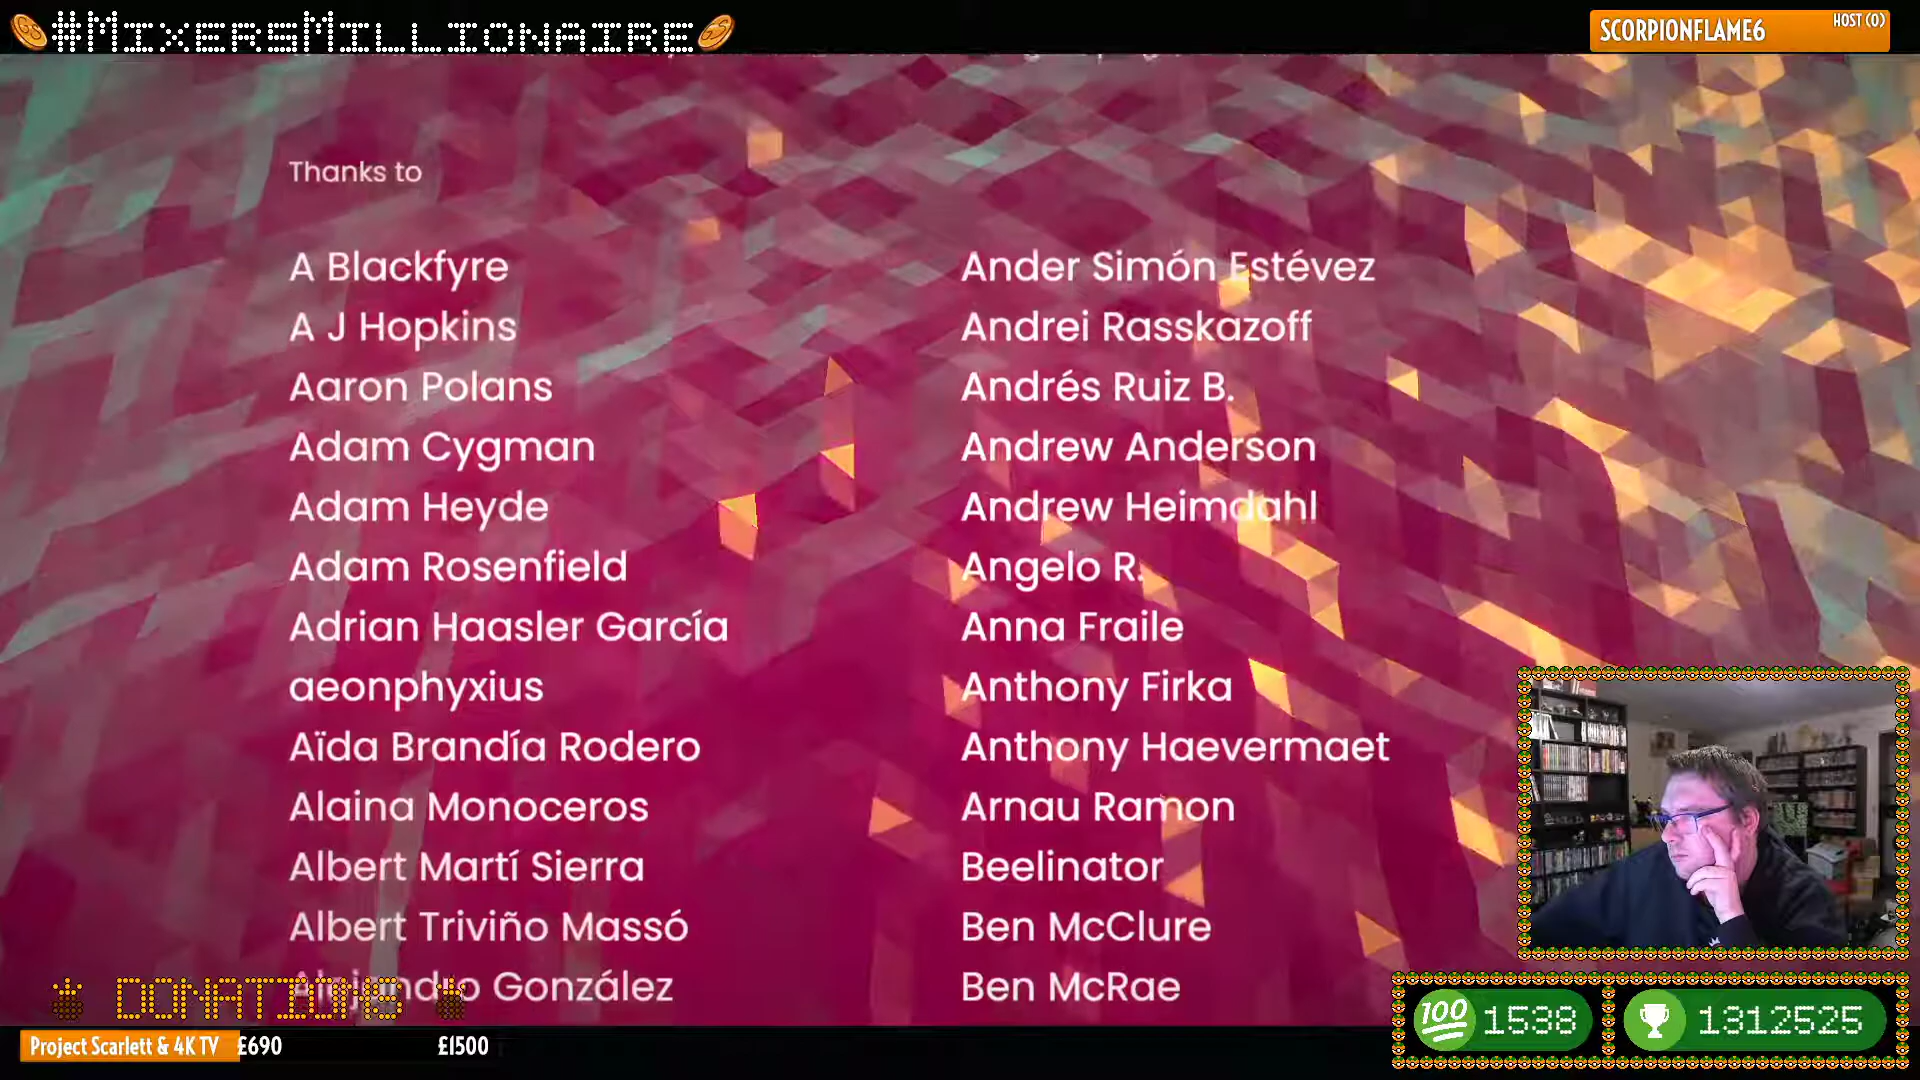 #MIXERSMILLIONAIRE
SCORPIONFLAME6
HOST (0)
Thanks to
A Blackfyre
A J Hopkins
Aaron Polans
Adam Cygman
Adam Heyde
Adam Rosenfield
Adrian Haasler García
aeonphyxius
Aïda Brandía Rodero
Alaina Monoceros
Albert Martí Sierra
Albert Triviño Massó
Alejandro González
Ander Simón Estévez
Andrei Rasskazoff
Andrés Ruiz B.
Andrew Anderson
Andrew Heimdahl
Angelo R.
Anna Fraile
Anthony Firka
Anthony Haevermaet
Arnau Ramon
Beelinator
Ben McClure
Ben McRae
DONATIONS
Project Scarlett & 4K TV £690 £1500
100 1538
1312525